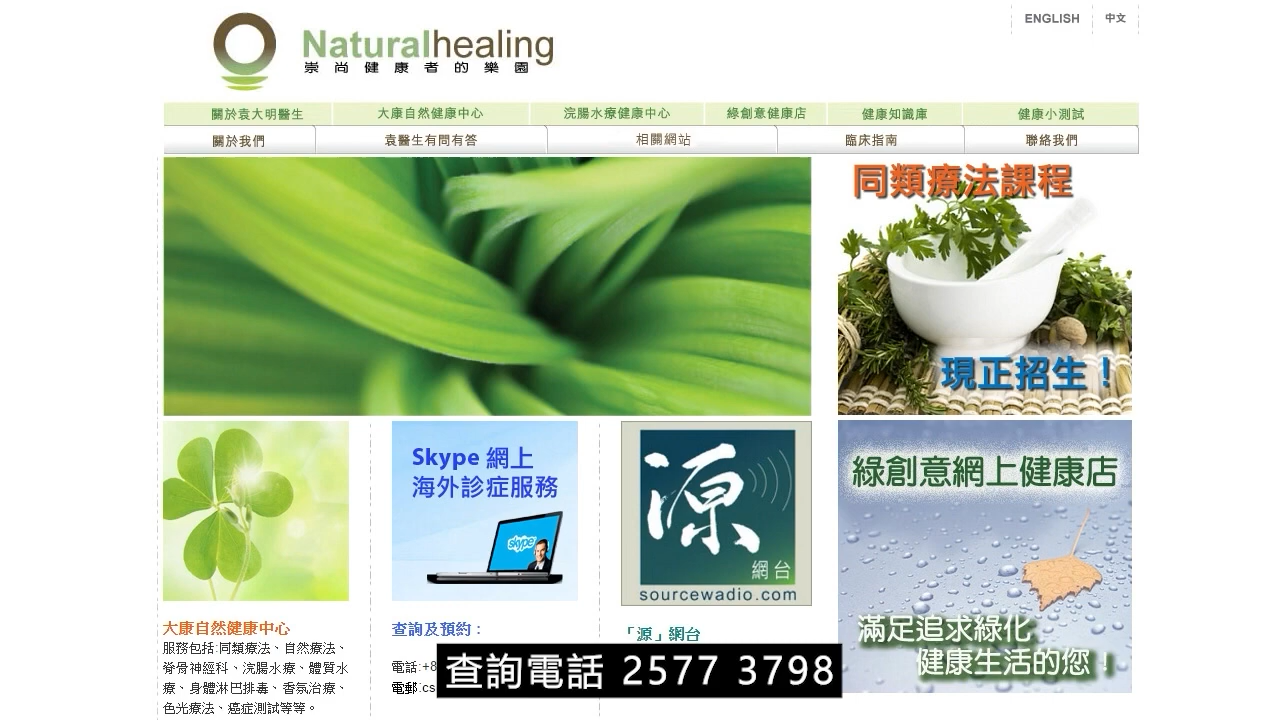 ENGLISH 中文
Naturalhealing
崇尚健康者的樂園
關於袁大明醫生 大康自然健康中心 浣腸水療健康中心 綠創意健康店 健康知識庫 健康小測試
關於我們 袁醫生有問有答 相關網站 臨床指南 聯絡我們
同類療法課程
現正招生！
Skype 網上
海外診症服務
skype
源
網台
sourcewadio.com
綠創意網上健康店
滿足追求綠化
健康生活的您！
大康自然健康中心
服務包括:同類療法、自然療法、
脊骨神經科、浣腸水療、體質水
療、身體淋巴排毒、香氛治療、
色光療法、癌症測試等等。
查詢及預約：
電話:+8
電郵:cs
「源」網台
查詢電話 2577 3798